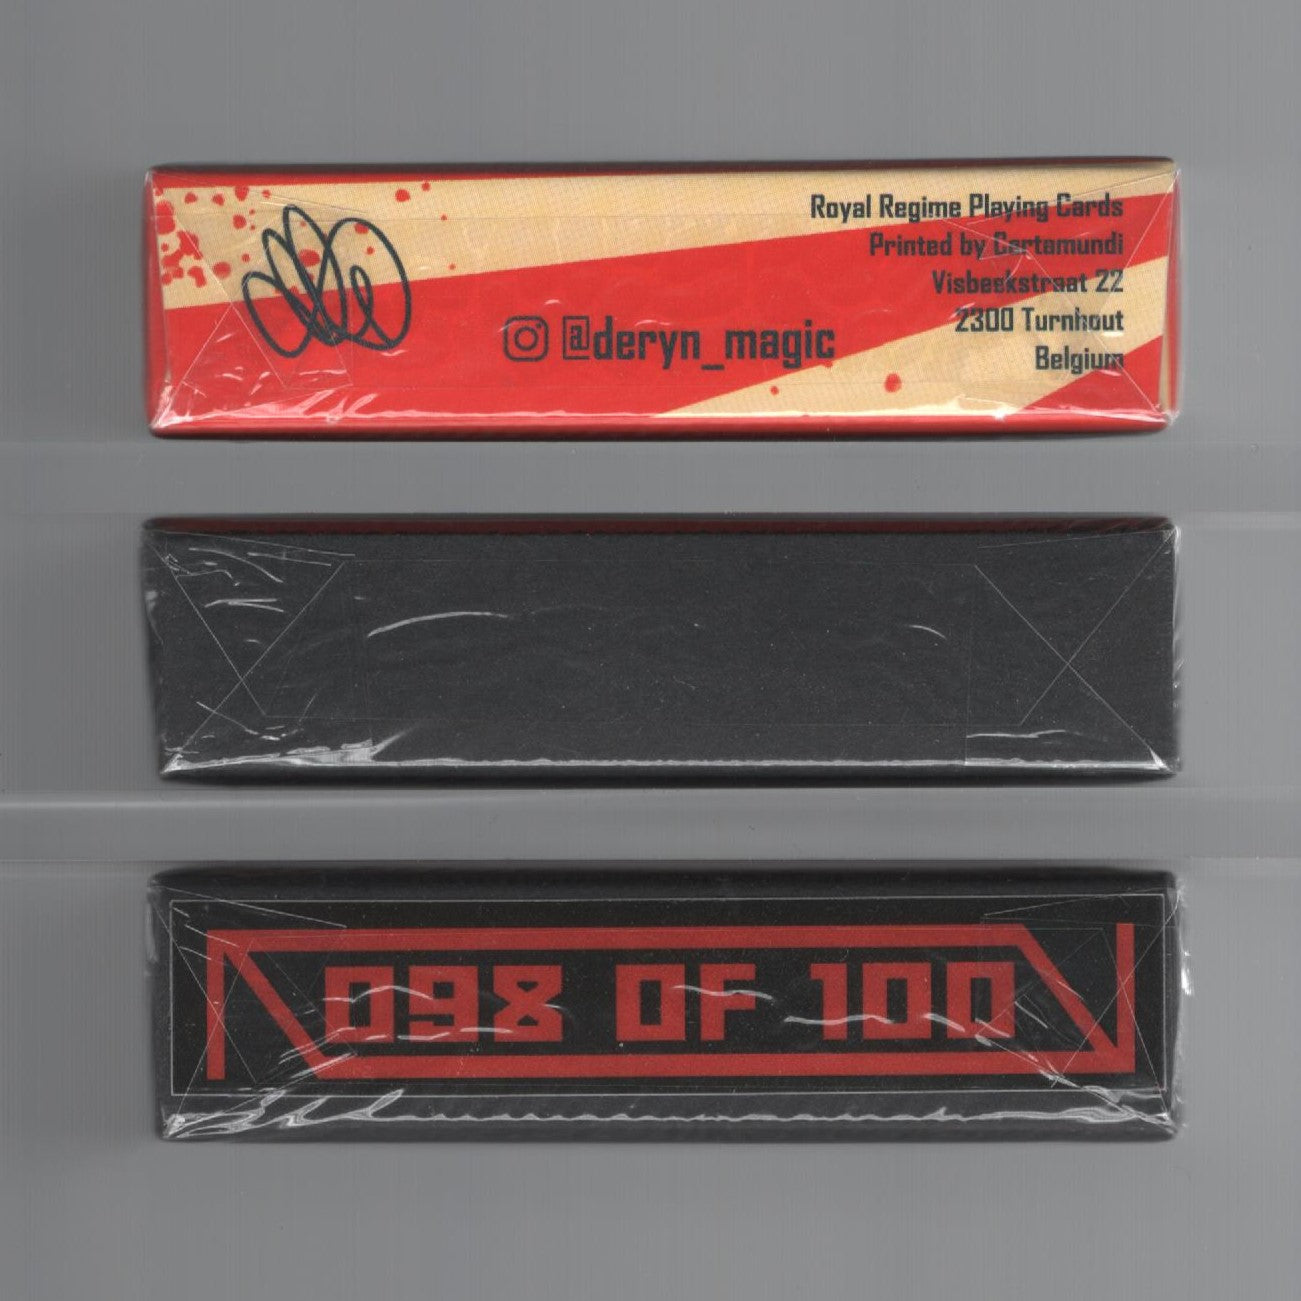 Royal Regime Playing Cards
Printed by Cartamundi
Visbeekstraat 22
2300 Turnhout
Belgium
@deryn_magic
098 OF 100